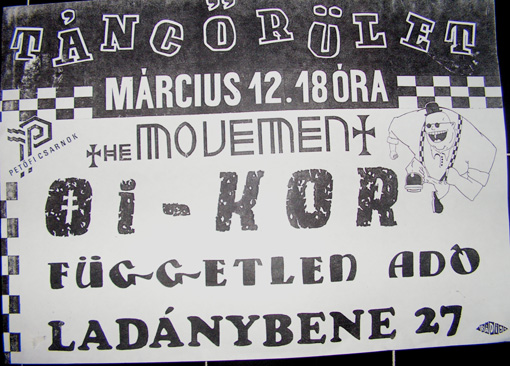 TÁNCŐRÜLET
MÁRCIUS 12. 18 ÓRA
PETŐFI CSARNOK
THE MOVEMENT
OI-KOR
FÜGGETLEN ADÓ
LADÁNYBENE 27